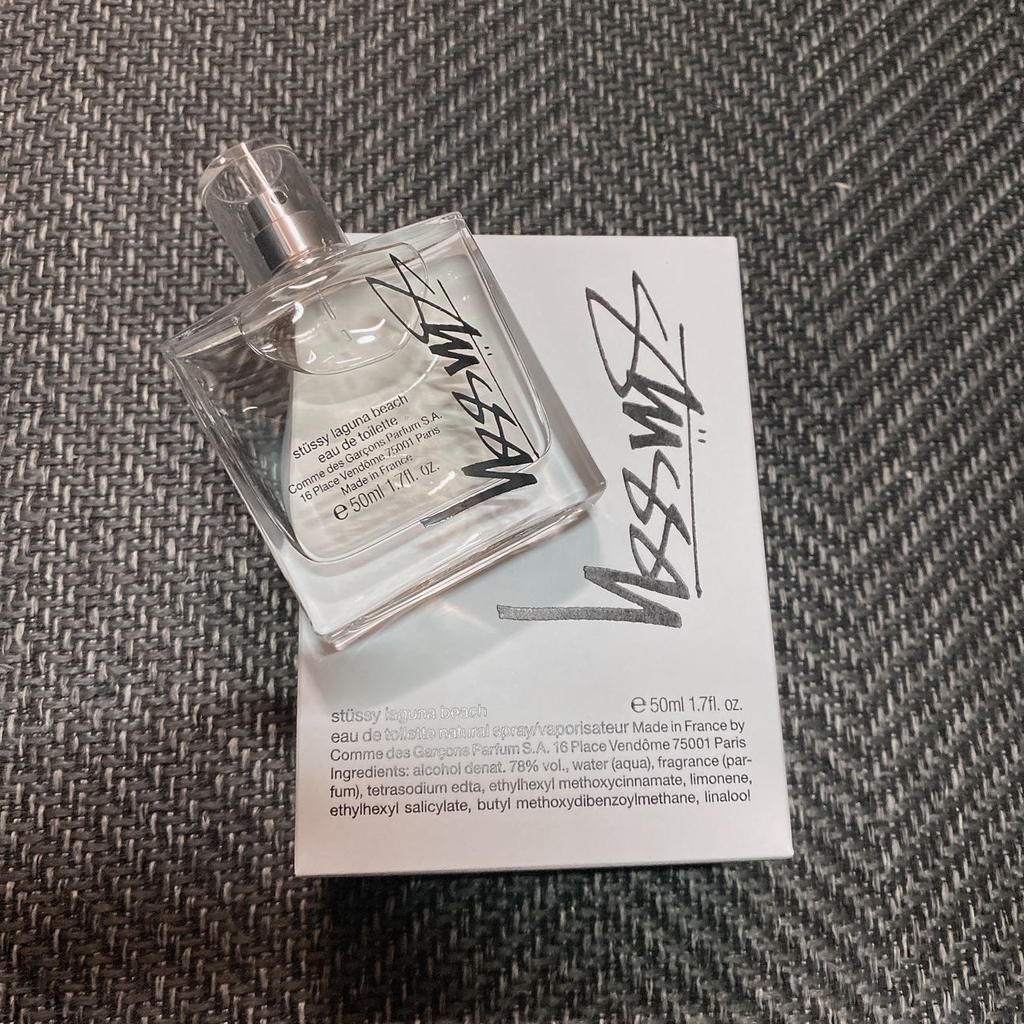 stüssy
stüssy laguna beach
eau de toilette
Comme des Garçons Parfum S.A.
16 Place Vendôme 75001 Paris
Made in France
e 50ml 1.7fl. oz.
stüssy
stüssy laguna beach e 50ml 1.7fl. oz.
eau de toilette natural spray/vaporisateur Made in France by
Comme des Garçons Parfum S.A. 16 Place Vendôme 75001 Paris
Ingredients: alcohol denat. 78% vol., water (aqua), fragrance (par-
fum), tetrasodium edta, ethylhexyl methoxycinnamate, limonene,
ethylhexyl salicylate, butyl methoxydibenzoylmethane, linalool